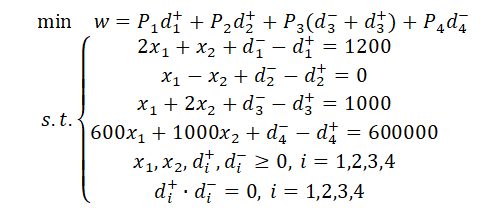 min w = P₁d₁⁺ + P₂d₂⁺ + P₃(d₃⁻ + d₃⁺) + P₄d₄⁻
2x₁ + x₂ + d₁⁻ − d₁⁺ = 1200
x₁ − x₂ + d₂⁻ − d₂⁺ = 0
x₁ + 2x₂ + d₃⁻ − d₃⁺ = 1000
s.t. { 600x₁ + 1000x₂ + d₄⁻ − d₄⁺ = 600000
x₁, x₂, dᵢ⁺, dᵢ⁻ ≥ 0, i = 1,2,3,4
dᵢ⁺ · dᵢ⁻ = 0, i = 1,2,3,4